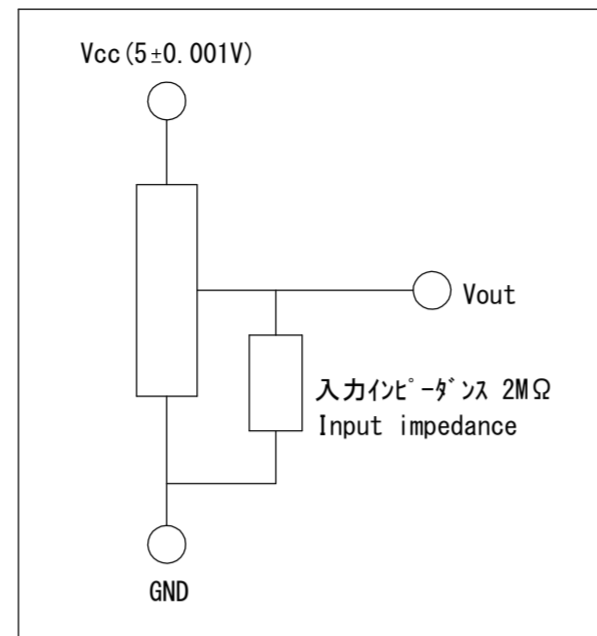 Vcc(5±0.001V)
Vout
入力インピーダンス 2MΩ
Input impedance
GND